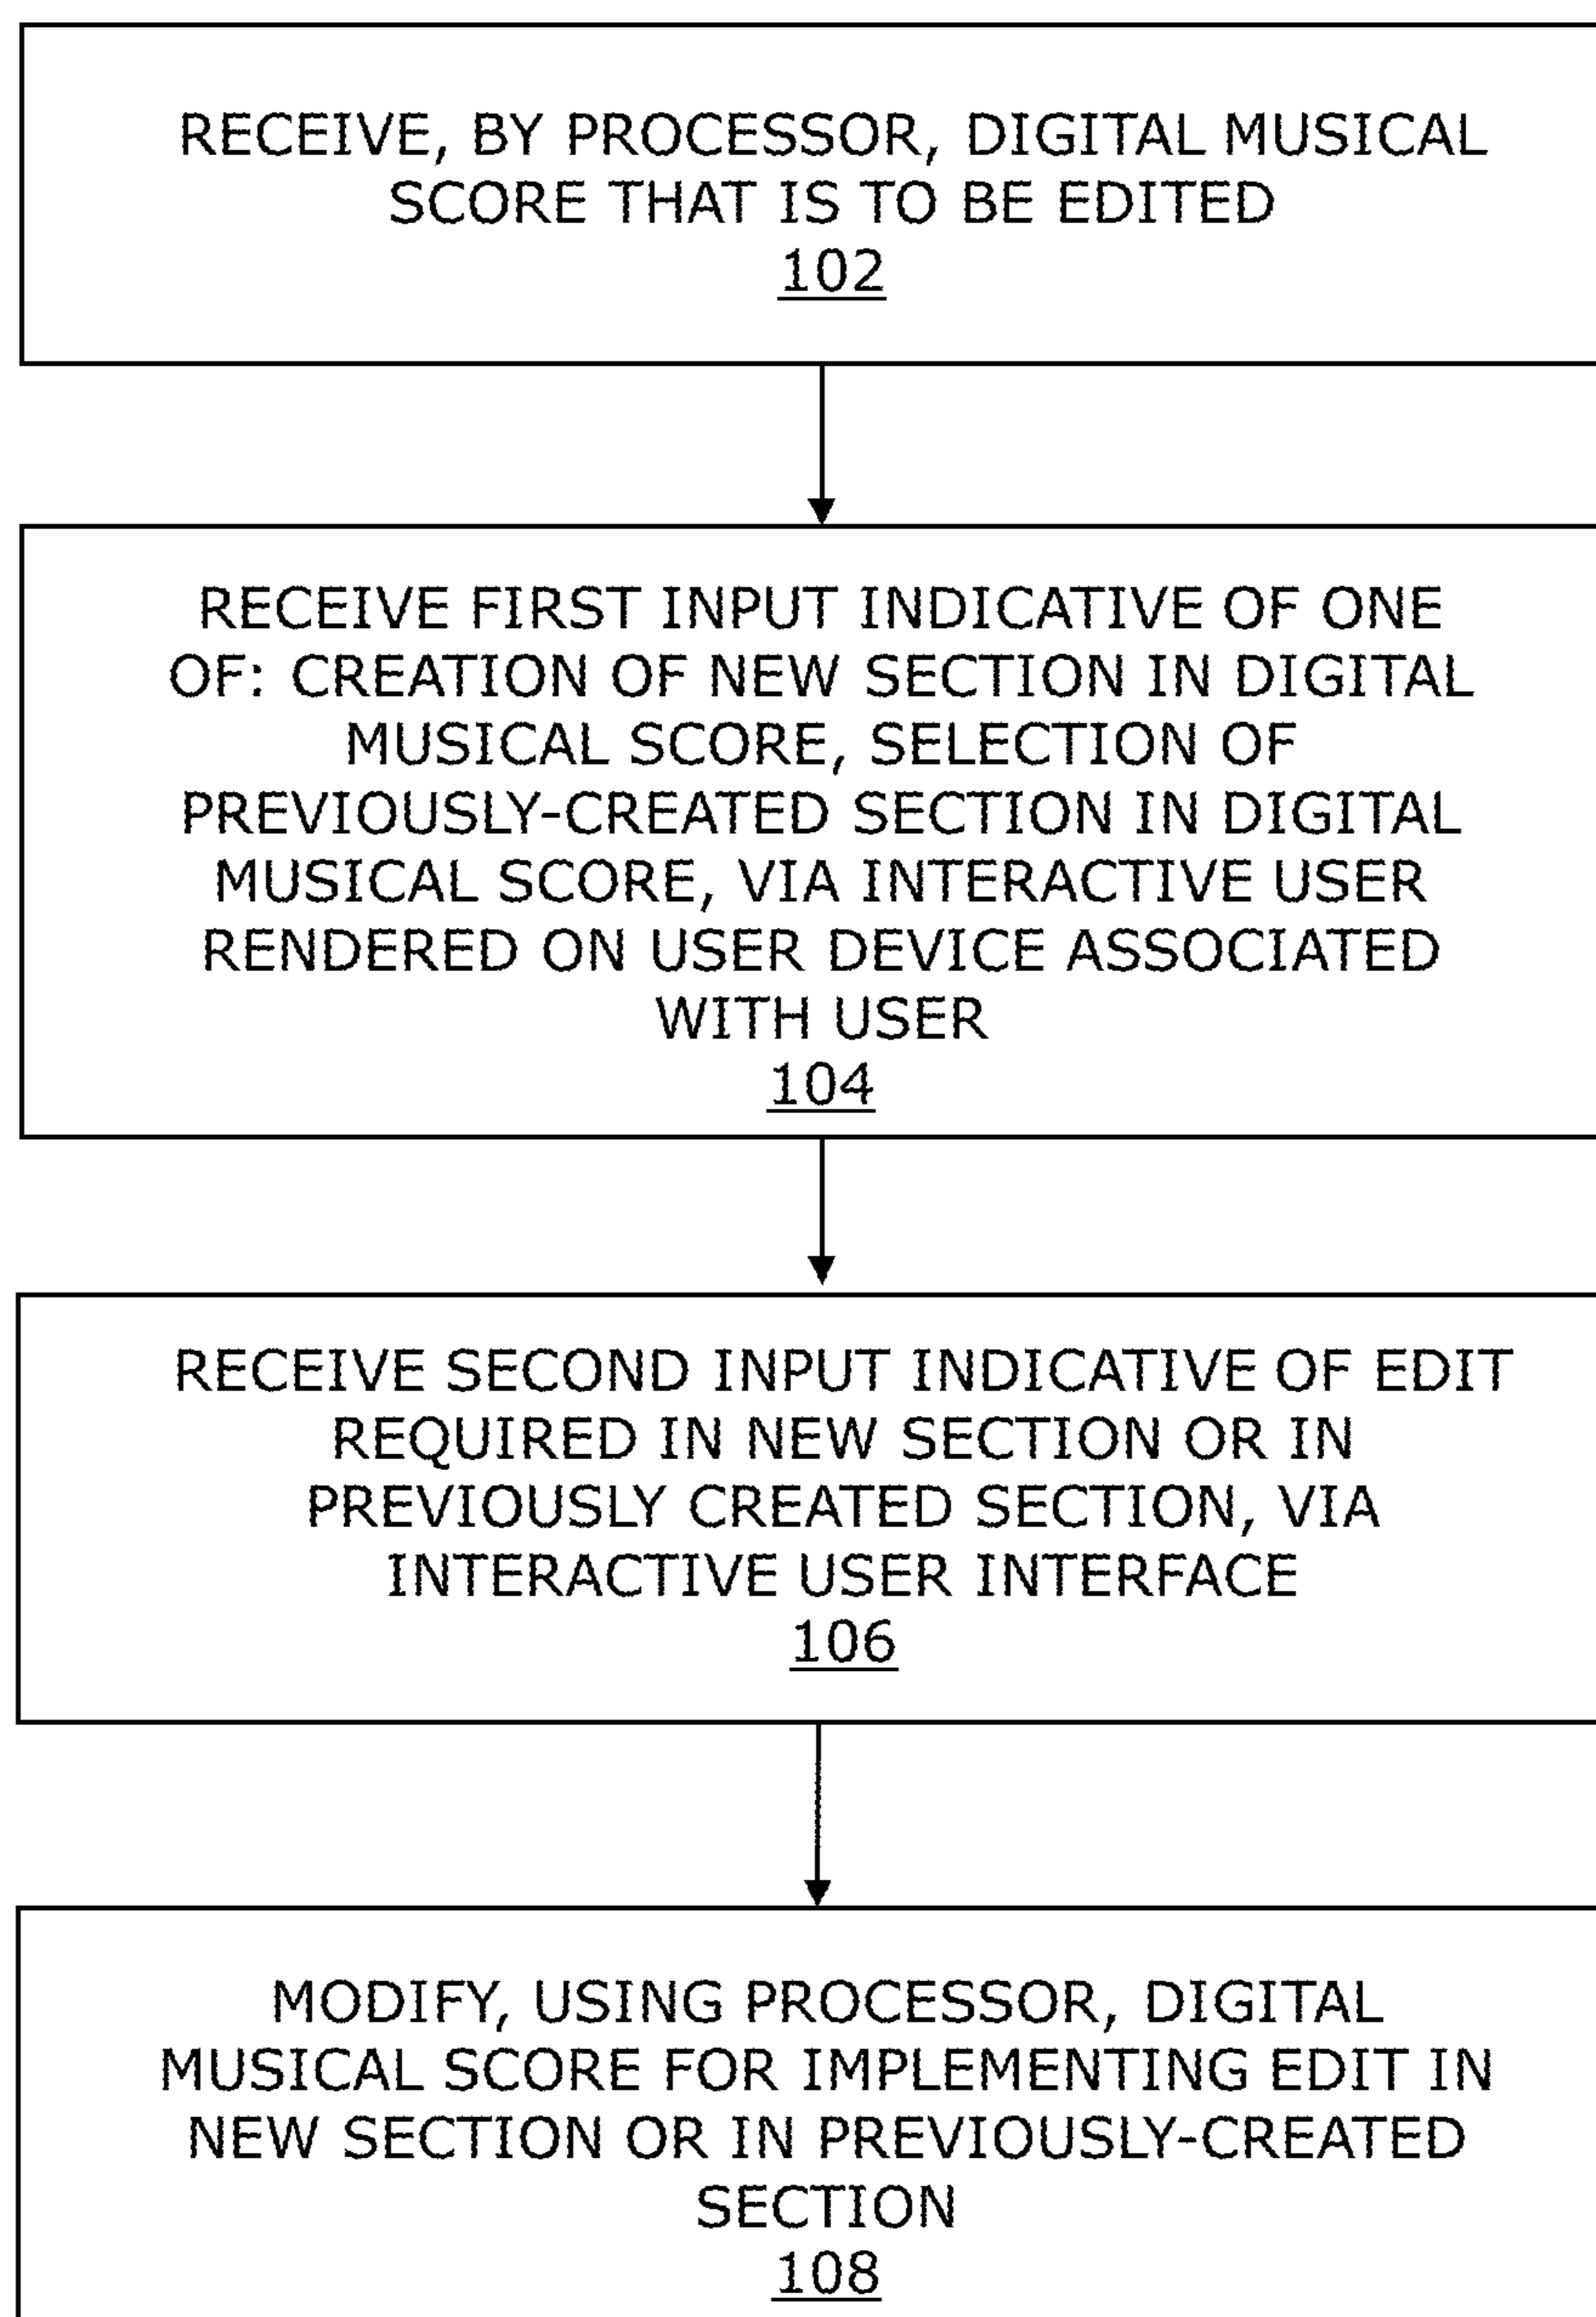 RECEIVE, BY PROCESSOR, DIGITAL MUSICAL
SCORE THAT IS TO BE EDITED
102
RECEIVE FIRST INPUT INDICATIVE OF ONE
OF: CREATION OF NEW SECTION IN DIGITAL
MUSICAL SCORE, SELECTION OF
PREVIOUSLY-CREATED SECTION IN DIGITAL
MUSICAL SCORE, VIA INTERACTIVE USER
RENDERED ON USER DEVICE ASSOCIATED
WITH USER
104
RECEIVE SECOND INPUT INDICATIVE OF EDIT
REQUIRED IN NEW SECTION OR IN
PREVIOUSLY CREATED SECTION, VIA
INTERACTIVE USER INTERFACE
106
MODIFY, USING PROCESSOR, DIGITAL
MUSICAL SCORE FOR IMPLEMENTING EDIT IN
NEW SECTION OR IN PREVIOUSLY-CREATED
SECTION
108